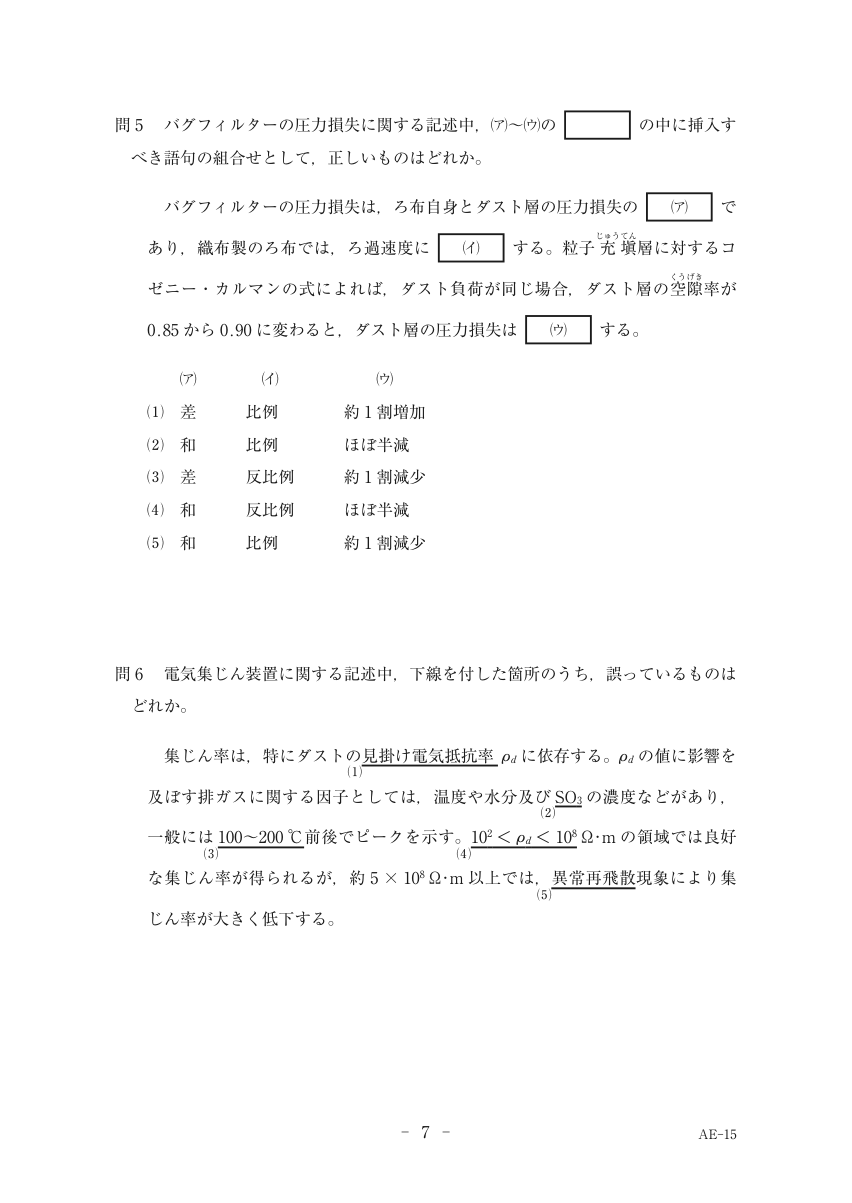 問5　バグフィルターの圧力損失に関する記述中，㋐～㋒の　　　の中に挿入す
べき語句の組合せとして，正しいものはどれか。
バグフィルターの圧力損失は，ろ布自身とダスト層の圧力損失の　(ア)　で
あり，織布製のろ布では，ろ過速度に　(イ)　する。粒子充塡層に対するコ
じゅうてん
ゼニー・カルマンの式によれば，ダスト負荷が同じ場合，ダスト層の空隙率が
くうげき
0.85 から 0.90 に変わると，ダスト層の圧力損失は　(ウ)　する。
(ア)　(イ)　(ウ)
(1)　差　比例　約1割増加
(2)　和　比例　ほぼ半減
(3)　差　反比例　約1割減少
(4)　和　反比例　ほぼ半減
(5)　和　比例　約1割減少
問6　電気集じん装置に関する記述中，下線を付した箇所のうち，誤っているものは
どれか。
集じん率は，特にダストの見掛け電気抵抗率 ρd に依存する。ρd の値に影響を
(1)
及ぼす排ガスに関する因子としては，温度や水分及び SO₃ の濃度などがあり，
(2)
一般には 100～200 ℃前後でピークを示す。10² ＜ ρd ＜ 10⁸ Ω·m の領域では良好
(3)　(4)
な集じん率が得られるが，約 5 × 10⁸ Ω·m 以上では，異常再飛散現象により集
(5)
じん率が大きく低下する。
- 7 -
AE-15